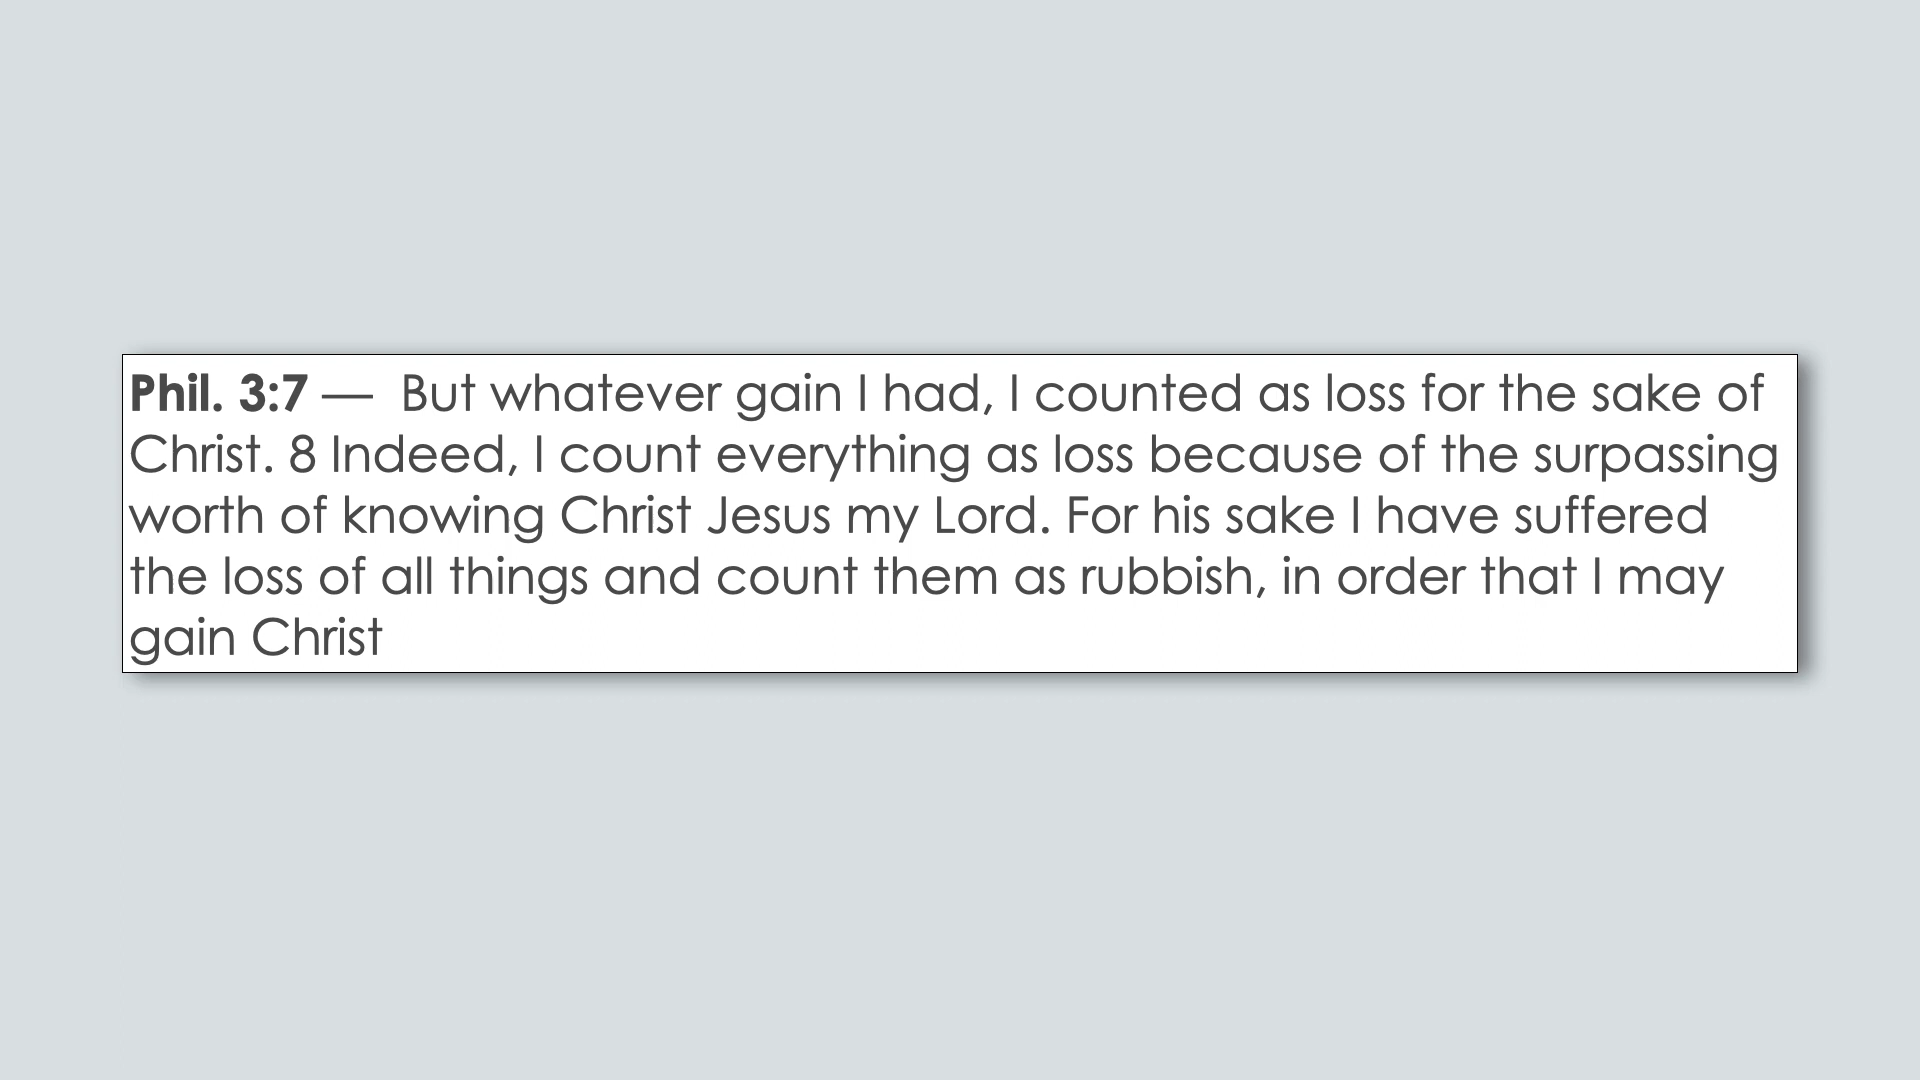 Phil. 3:7 —  But whatever gain I had, I counted as loss for the sake of
Christ. 8 Indeed, I count everything as loss because of the surpassing
worth of knowing Christ Jesus my Lord. For his sake I have suffered
the loss of all things and count them as rubbish, in order that I may
gain Christ